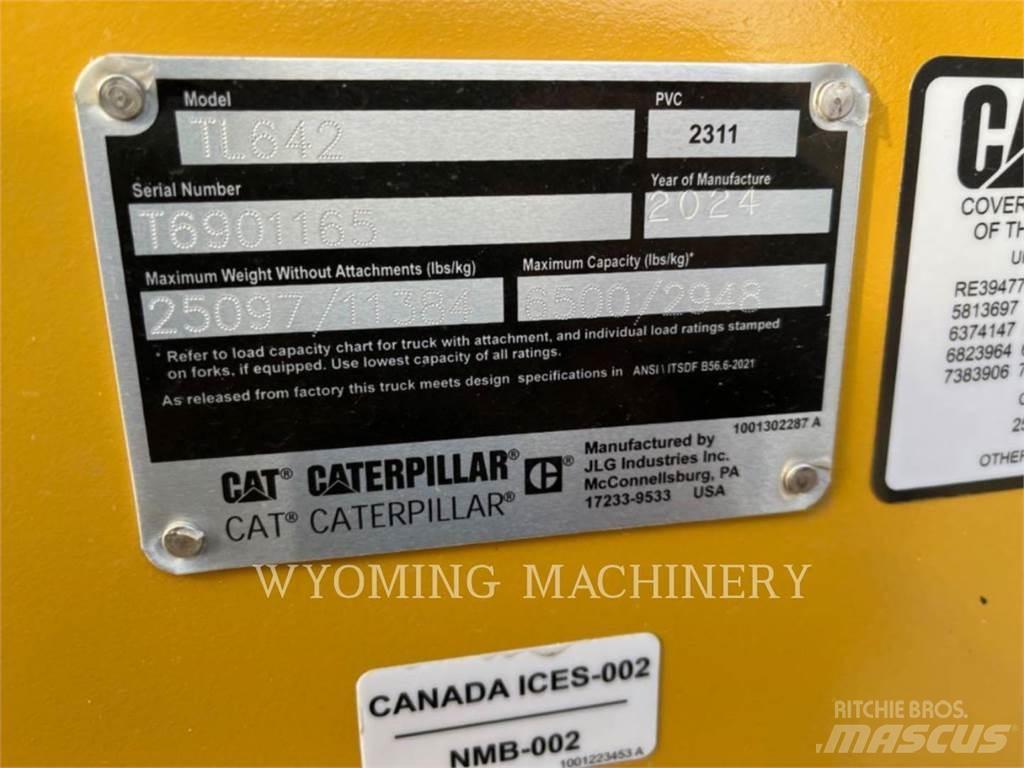 Model
TL642
PVC
2311
Serial Number
T6901165
Year of Manufacture
2024
Maximum Weight Without Attachments (lbs/kg)
25097/11384
Maximum Capacity (lbs/kg)*
6500/2948
* Refer to load capacity chart for truck with attachment, and individual load ratings stamped
on forks, if equipped. Use lowest capacity of all ratings.
As released from factory this truck meets design specifications in ANSI \ ITSDF B56.6-2021
1001302287 A
CAT® CATERPILLAR® C®
CAT® CATERPILLAR®
Manufactured by
JLG Industries Inc.
McConnellsburg, PA
17233-9533 USA
OF TH
RE39477
5813697
6374147
6823964
7383906
OTHER
WYOMING MACHINERY
CANADA ICES-002
NMB-002
1001223453 A
RITCHIE BROS.
MASCUS